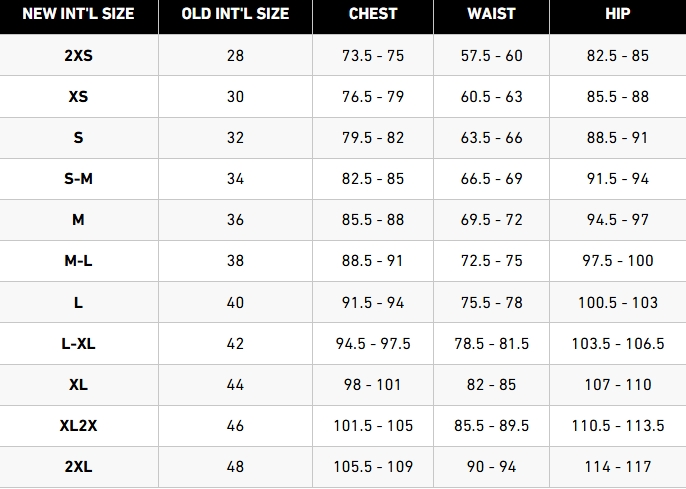 NEW INT'L SIZE OLD INT'L SIZE CHEST WAIST HIP
2XS 28 73.5 - 75 57.5 - 60 82.5 - 85
XS 30 76.5 - 79 60.5 - 63 85.5 - 88
S 32 79.5 - 82 63.5 - 66 88.5 - 91
S-M 34 82.5 - 85 66.5 - 69 91.5 - 94
M 36 85.5 - 88 69.5 - 72 94.5 - 97
M-L 38 88.5 - 91 72.5 - 75 97.5 - 100
L 40 91.5 - 94 75.5 - 78 100.5 - 103
L-XL 42 94.5 - 97.5 78.5 - 81.5 103.5 - 106.5
XL 44 98 - 101 82 - 85 107 - 110
XL2X 46 101.5 - 105 85.5 - 89.5 110.5 - 113.5
2XL 48 105.5 - 109 90 - 94 114 - 117